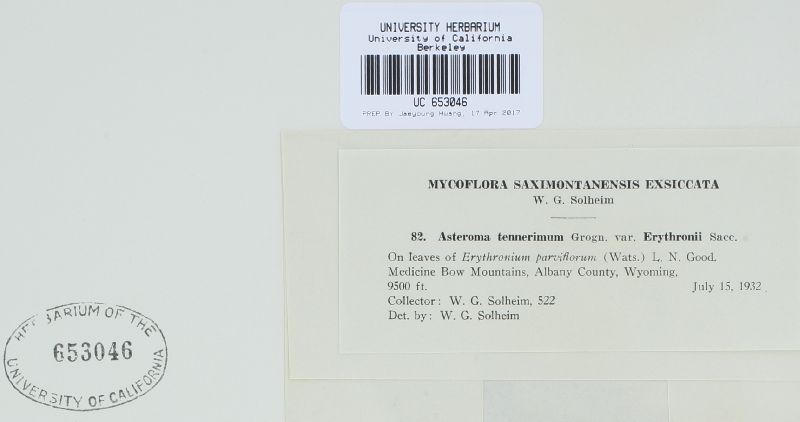 UNIVERSITY HERBARIUM
University of California
Berkeley
UC 653046
PREP BY Jaeyoung Huang, 17 Apr 2017
MYCOFLORA SAXIMONTANENSIS EXSICCATA
W. G. Solheim
82. Asteroma tennerimum Grogn. var. Erythronii Sacc.
On leaves of Erythronium parviflorum (Wats.) L. N. Good.
Medicine Bow Mountains, Albany County, Wyoming,
9500 ft. July 15, 1932
Collector: W. G. Solheim, 522
Det. by: W. G. Solheim
HERBARIUM OF THE
653046
UNIVERSITY OF CALIFORNIA